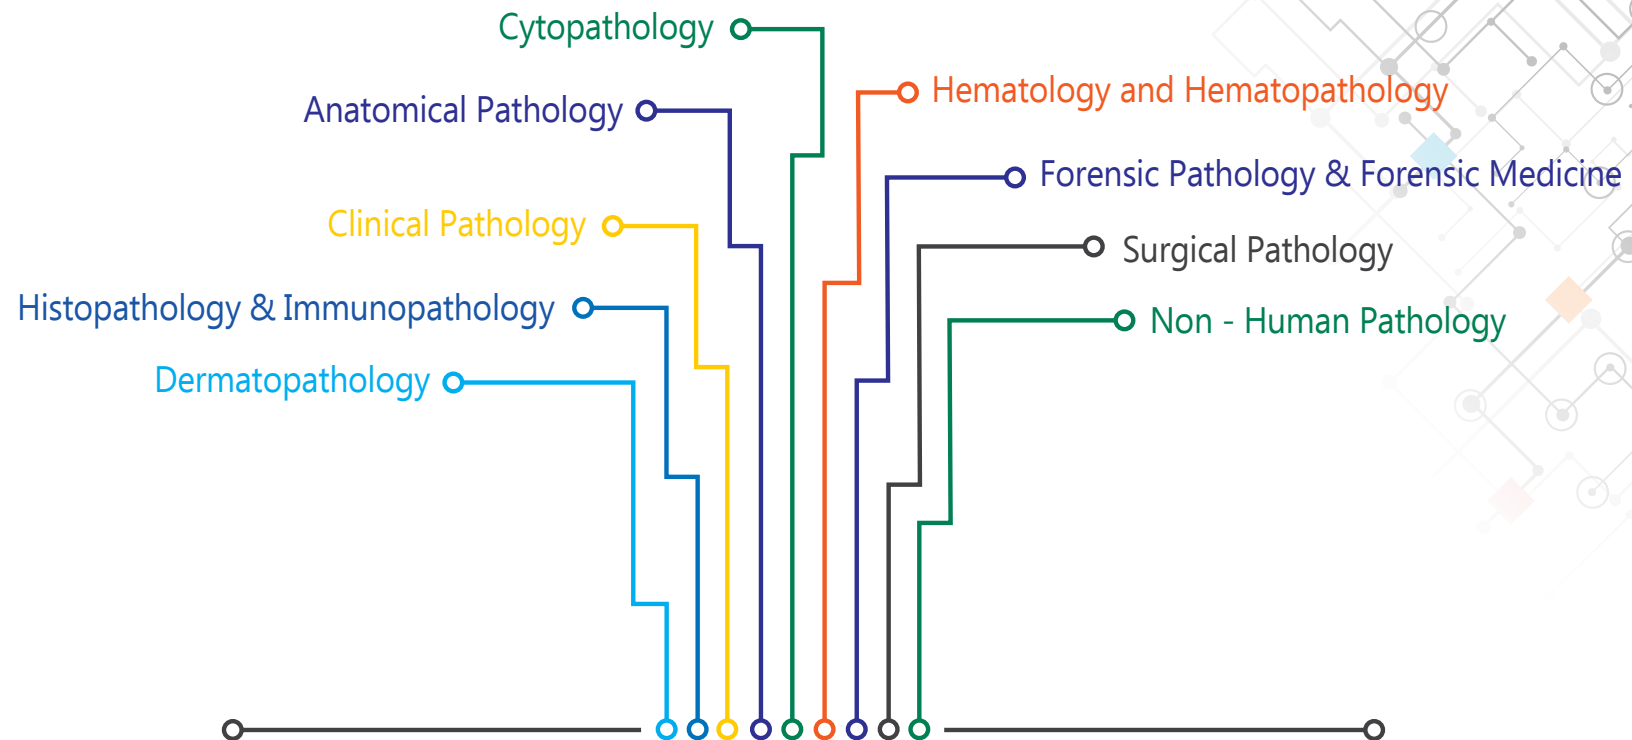 Cytopathology
Anatomical Pathology
Clinical Pathology
Histopathology & Immunopathology
Dermatopathology
Hematology and Hematopathology
Forensic Pathology & Forensic Medicine
Surgical Pathology
Non - Human Pathology